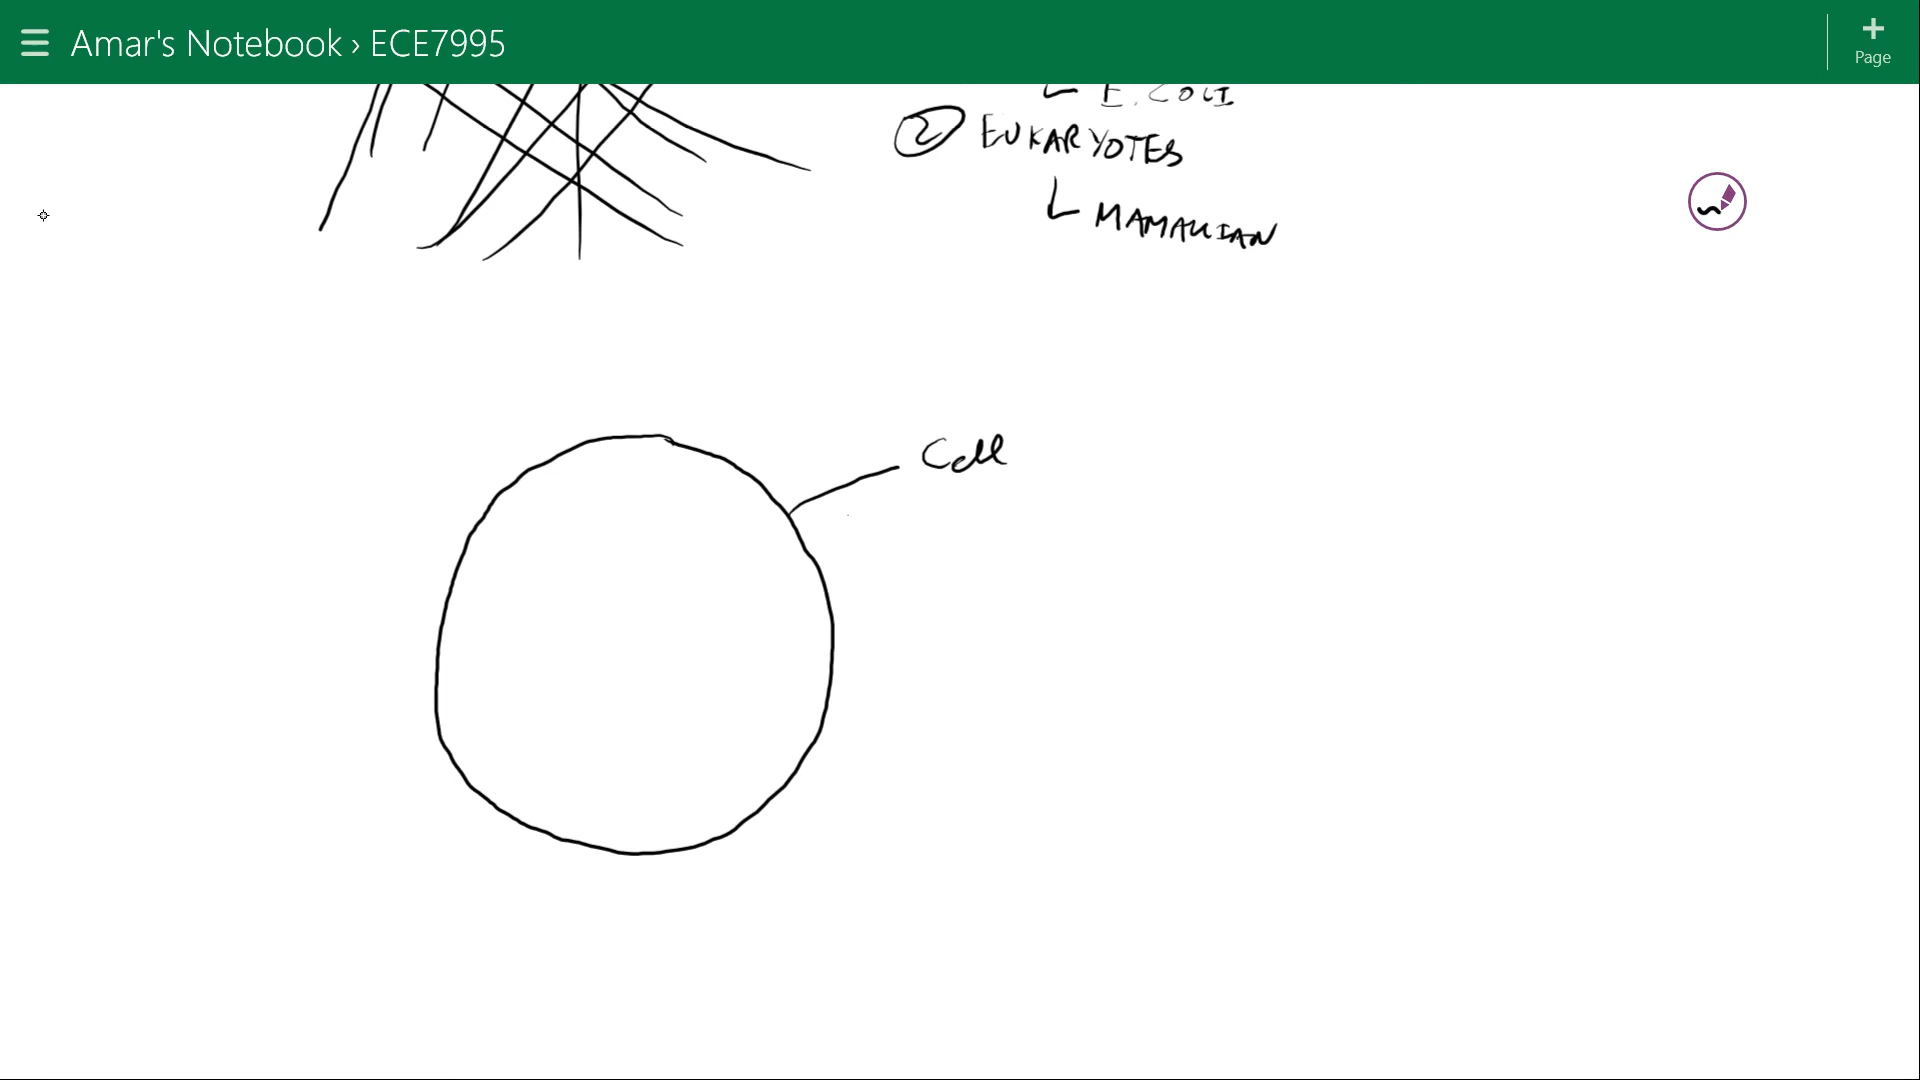 Amar's Notebook › ECE7995
Page
E. COLI
2 EUKARYOTES
MAMALIAN
Cell